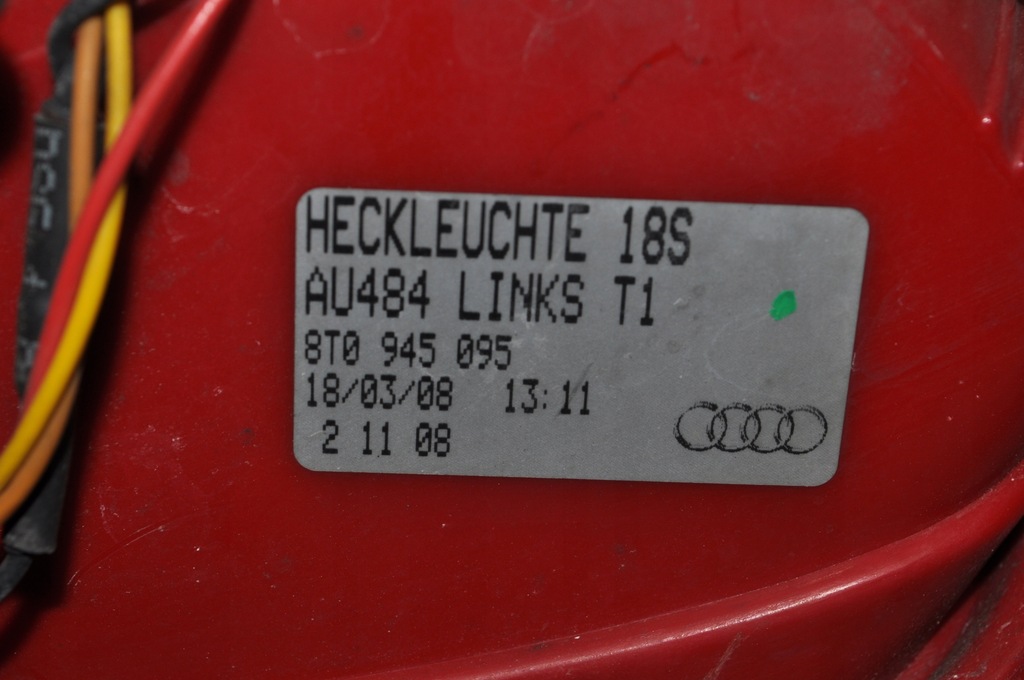 HECKLEUCHTE 18S
AU484 LINKS T1
8T0 945 095
18/03/08 13:11
2 11 08